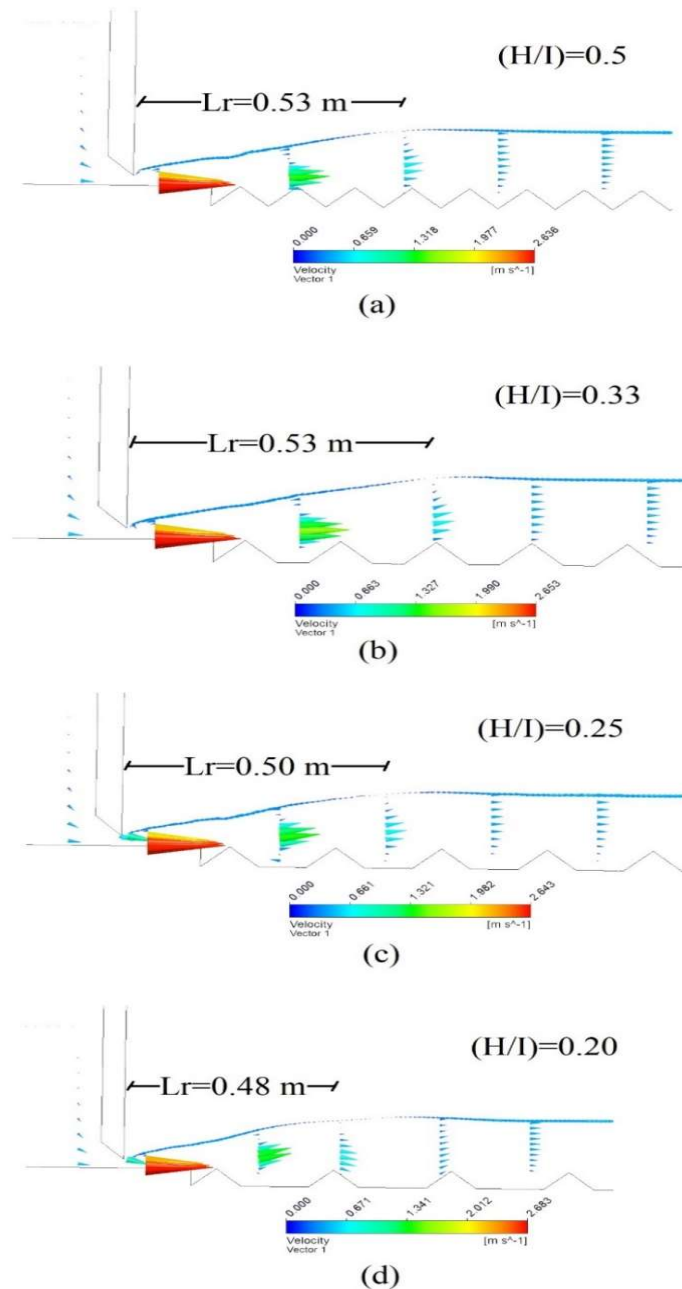 (H/I)=0.5
Lr=0.53 m
0.000 0.659 1.318 1.977 2.636
Velocity [m s^-1]
Vector 1
(a)
(H/I)=0.33
Lr=0.53 m
0.000 0.663 1.327 1.990 2.653
Velocity [m s^-1]
Vector 1
(b)
(H/I)=0.25
Lr=0.50 m
0.000 0.661 1.321 1.982 2.643
Velocity [m s^-1]
Vector 1
(c)
(H/I)=0.20
Lr=0.48 m
0.000 0.671 1.341 2.012 2.683
Velocity [m s^-1]
Vector 1
(d)